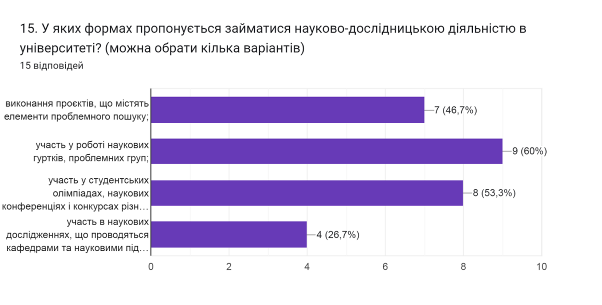 15. У яких формах пропонується займатися науково-дослідницькою діяльністю в
університеті? (можна обрати кілька варіантів)
15 відповідей
виконання проєктів, що містять
елементи проблемного пошуку;
7 (46,7%)
участь у роботі наукових
гуртків, проблемних груп;
9 (60%)
участь у студентських
олімпіадах, наукових
конференціях і конкурсах різн…
8 (53,3%)
участь в наукових
дослідженнях, що проводяться
кафедрами та науковими під…
4 (26,7%)
0 2 4 6 8 10